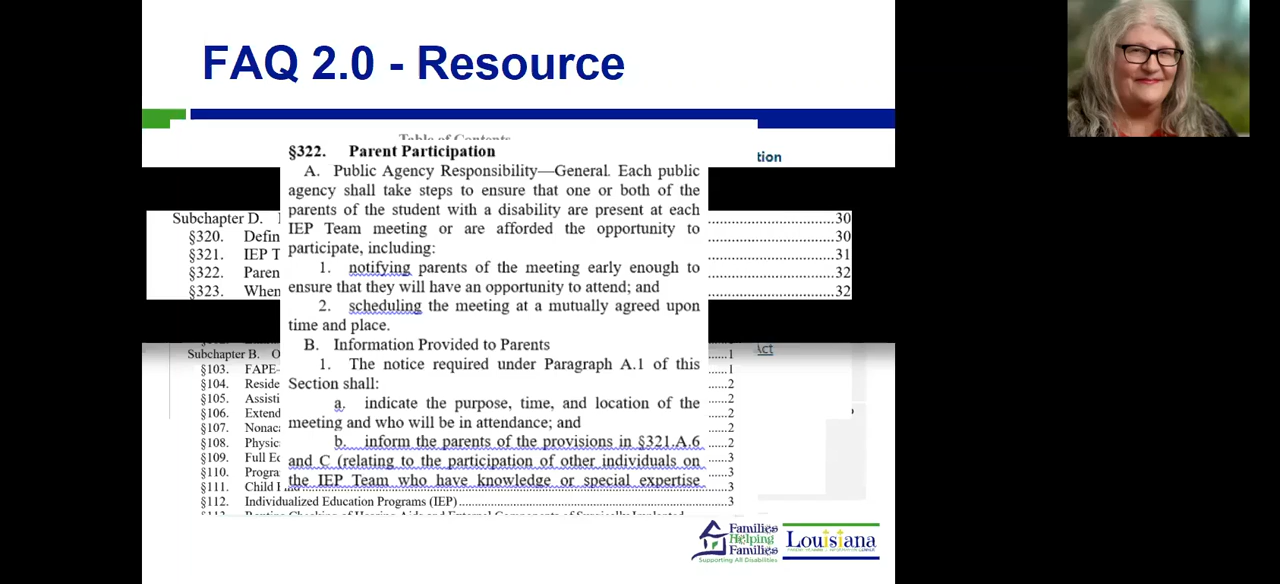 FAQ 2.0 - Resource
Table of Contents
tion
§322. Parent Participation
A. Public Agency Responsibility—General. Each public
agency shall take steps to ensure that one or both of the
parents of the student with a disability are present at each
IEP Team meeting or are afforded the opportunity to
participate, including:
1. notifying parents of the meeting early enough to
ensure that they will have an opportunity to attend; and
2. scheduling the meeting at a mutually agreed upon
time and place.
B. Information Provided to Parents
1. The notice required under Paragraph A.1 of this
Section shall:
a. indicate the purpose, time, and location of the
meeting and who will be in attendance; and
b. inform the parents of the provisions in §321.A.6
and C (relating to the participation of other individuals on
the IEP Team who have knowledge or special expertise
Subchapter D. ....30
§320. Defin ....30
§321. IEP T ....31
§322. Paren ....32
§323. When ....32
Act
Subchapter B. O ....1
§103. FAPE- ....1
§104. Reside ....2
§105. Assisti ....2
§106. Extend ....2
§107. Nonaca ....2
§108. Physic ....2
§109. Full Ed ....3
§110. Progra ....3
§111. Child ....3
§112. Individualized Education Programs (IEP) ....3
Families
Helping
Families
Supporting All Disabilities
Louisiana